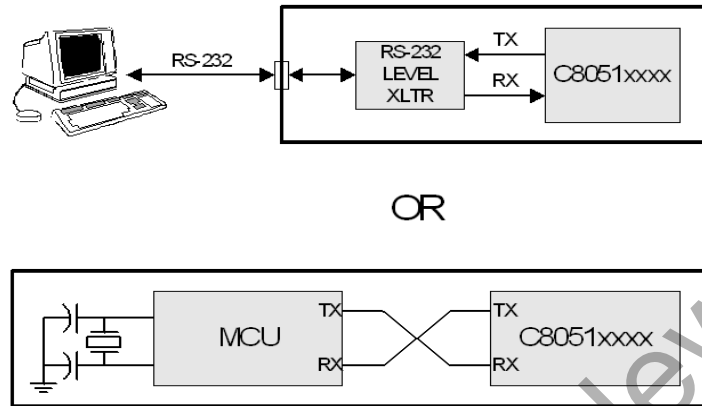 RS-232
RS-232
LEVEL
XLTR
TX
RX
C8051xxxx
OR
MCU
TX
RX
TX
RX
C8051xxxx